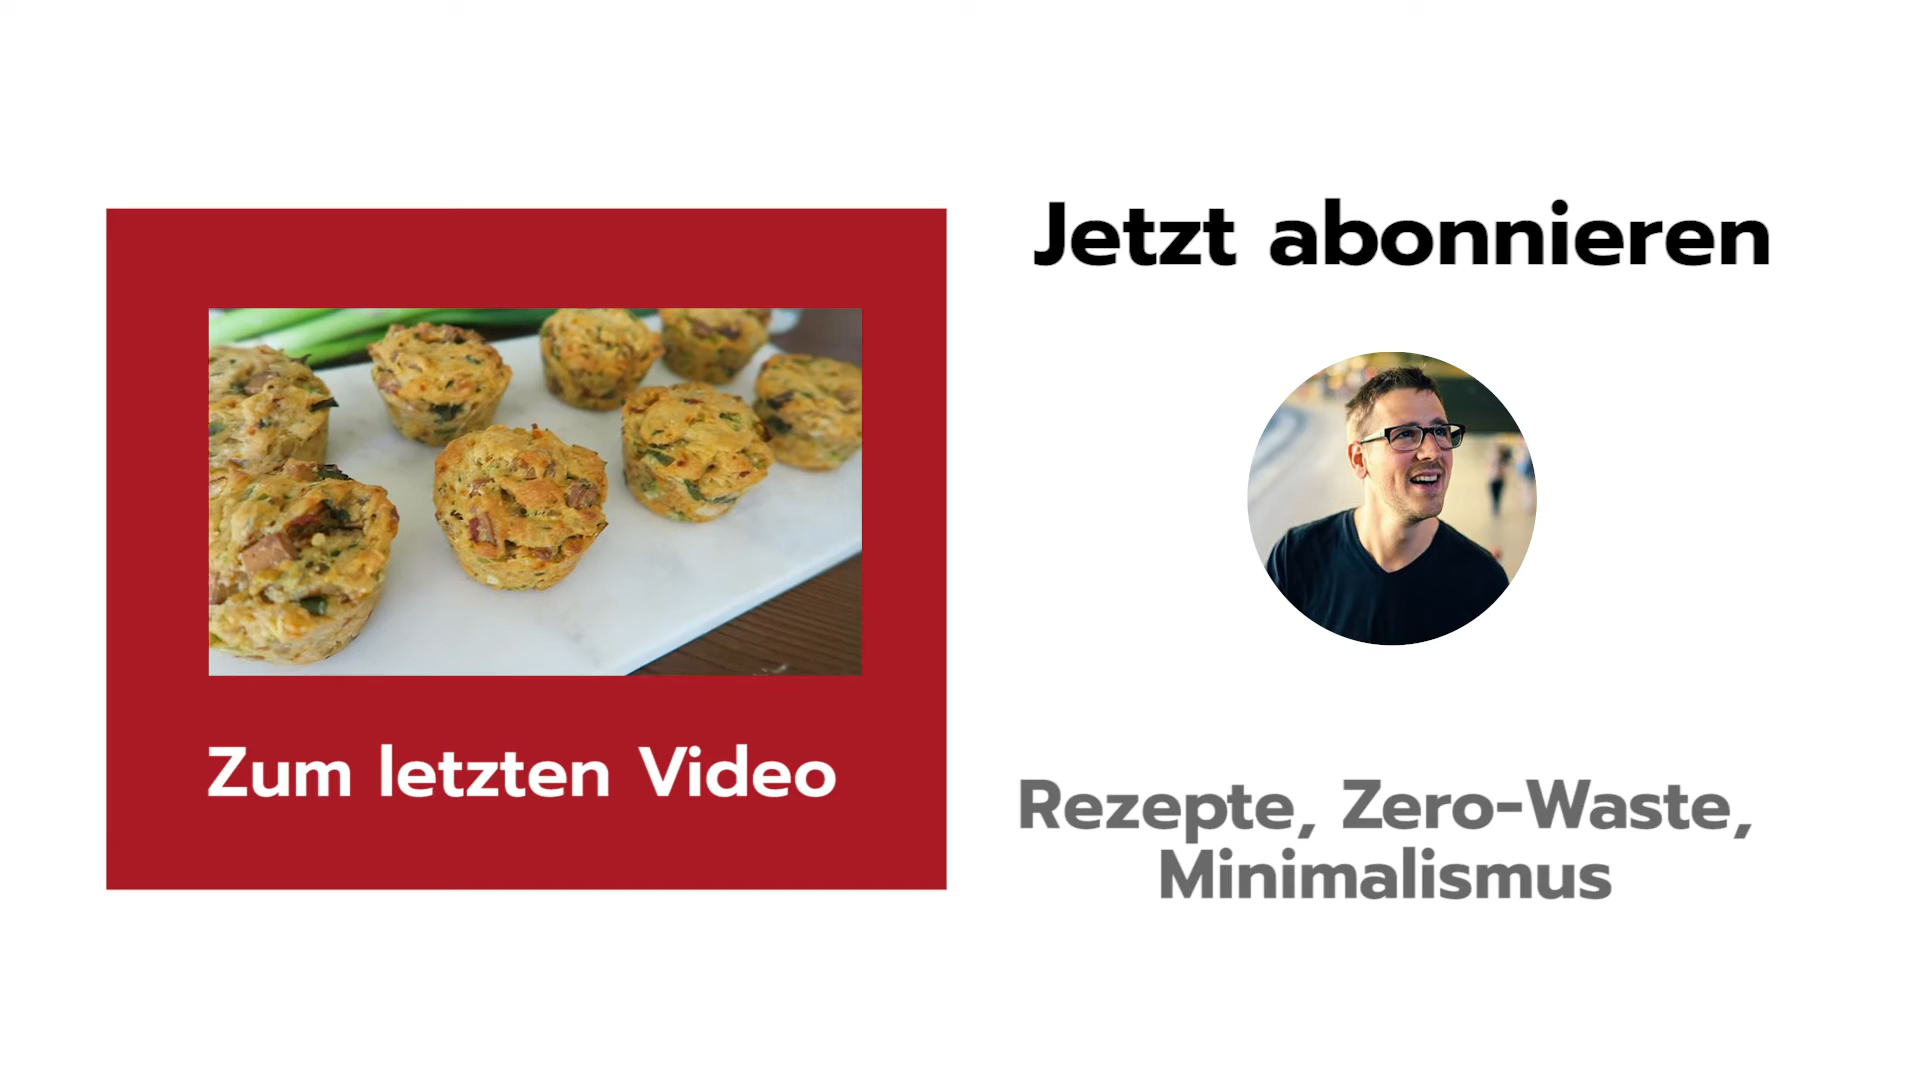 Jetzt abonnieren
Zum letzten Video
Rezepte, Zero-Waste,
Minimalismus